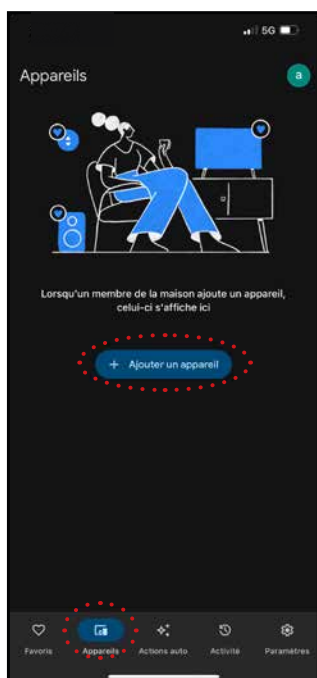 5G
Appareils
a
Lorsqu'un membre de la maison ajoute un appareil,
celui-ci s'affiche ici
+ Ajouter un appareil
Favoris Appareils Actions auto Activité Paramètres